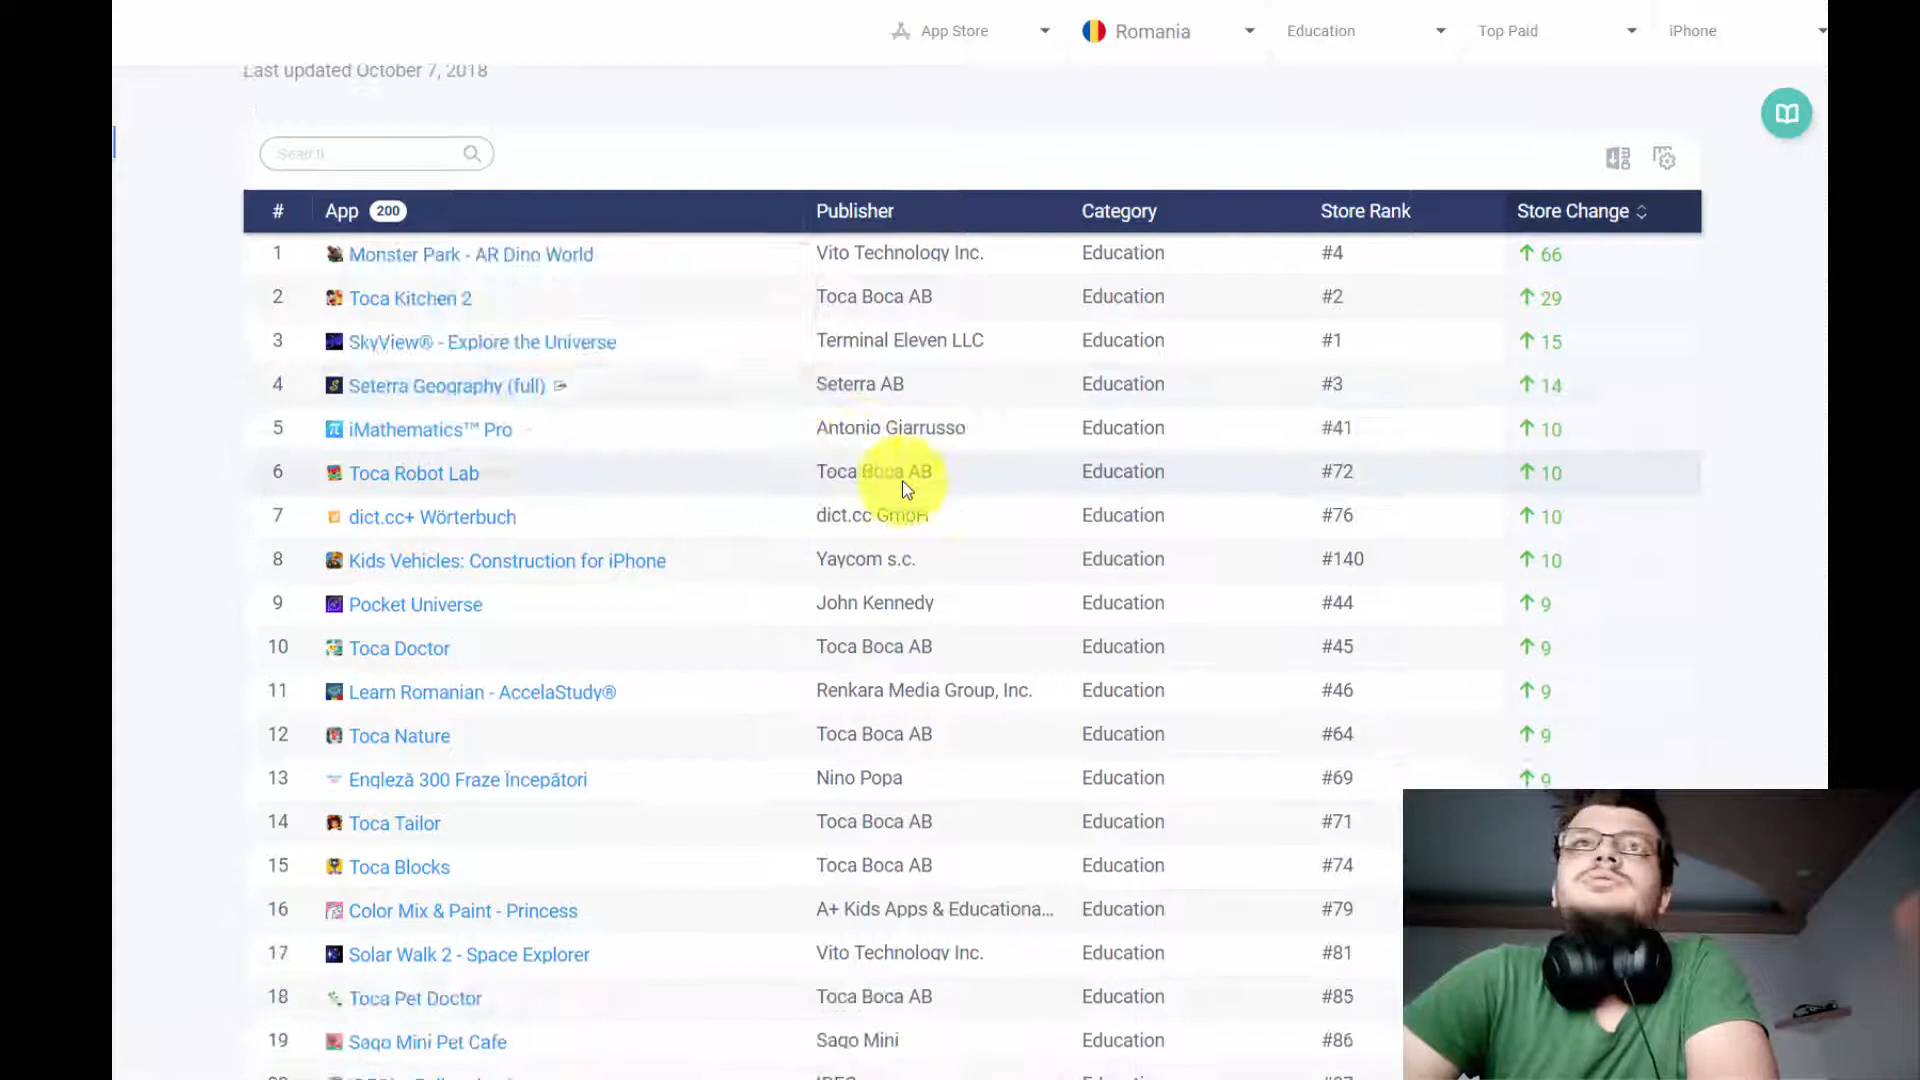 App Store Romania Education Top Paid iPhone
Last updated October 7, 2018
Search
# App 200 Publisher Category Store Rank Store Change
1 Monster Park - AR Dino World Vito Technology Inc. Education #4 ↑ 66
2 Toca Kitchen 2 Toca Boca AB Education #2 ↑ 29
3 SkyView® - Explore the Universe Terminal Eleven LLC Education #1 ↑ 15
4 Seterra Geography (full) Seterra AB Education #3 ↑ 14
5 iMathematics™ Pro Antonio Giarrusso Education #41 ↑ 10
6 Toca Robot Lab Toca Boca AB Education #72 ↑ 10
7 dict.cc+ Wörterbuch dict.cc GmbH Education #76 ↑ 10
8 Kids Vehicles: Construction for iPhone Yaycom s.c. Education #140 ↑ 10
9 Pocket Universe John Kennedy Education #44 ↑ 9
10 Toca Doctor Toca Boca AB Education #45 ↑ 9
11 Learn Romanian - AccelaStudy® Renkara Media Group, Inc. Education #46 ↑ 9
12 Toca Nature Toca Boca AB Education #64 ↑ 9
13 Engleză 300 Fraze Începători Nino Popa Education #69 ↑ 9
14 Toca Tailor Toca Boca AB Education #71
15 Toca Blocks Toca Boca AB Education #74
16 Color Mix & Paint - Princess A+ Kids Apps & Educationa... Education #79
17 Solar Walk 2 - Space Explorer Vito Technology Inc. Education #81
18 Toca Pet Doctor Toca Boca AB Education #85
19 Sago Mini Pet Cafe Sago Mini Education #86